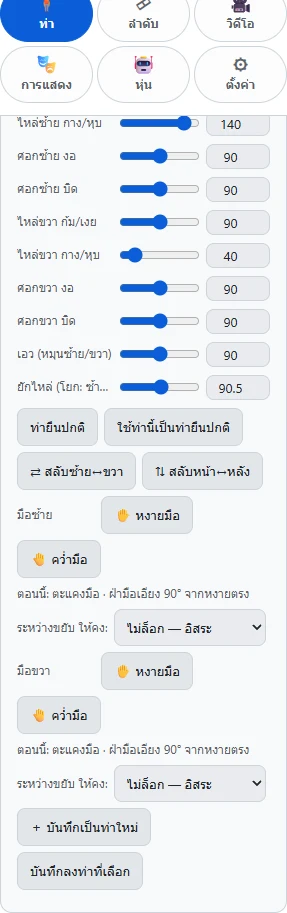 ท่า ลำดับ วิดีโอ
การแสดง หุ่น ตั้งค่า
ไหล่ซ้าย กาง/หุบ 140
ศอกซ้าย งอ 90
ศอกซ้าย บิด 90
ไหล่ขวา ก้ม/เงย 90
ไหล่ขวา กาง/หุบ 40
ศอกขวา งอ 90
ศอกขวา บิด 90
เอว (หมุนซ้าย/ขวา) 90
ยักไหล่ (โยก: ซ้า... 90.5
ท่ายืนปกติ ใช้ท่านี้เป็นท่ายืนปกติ
⇄ สลับซ้าย↔ขวา ⇅ สลับหน้า↔หลัง
มือซ้าย 🤚 หงายมือ
🤚 คว่ำมือ
ตอนนี้: ตะแคงมือ · ฝ่ามือเอียง 90° จากหงายตรง
ระหว่างขยับ ให้คง: ไม่ล็อก — อิสระ
มือขวา 🤚 หงายมือ
🤚 คว่ำมือ
ตอนนี้: ตะแคงมือ · ฝ่ามือเอียง 90° จากหงายตรง
ระหว่างขยับ ให้คง: ไม่ล็อก — อิสระ
+ บันทึกเป็นท่าใหม่
บันทึกลงท่าที่เลือก